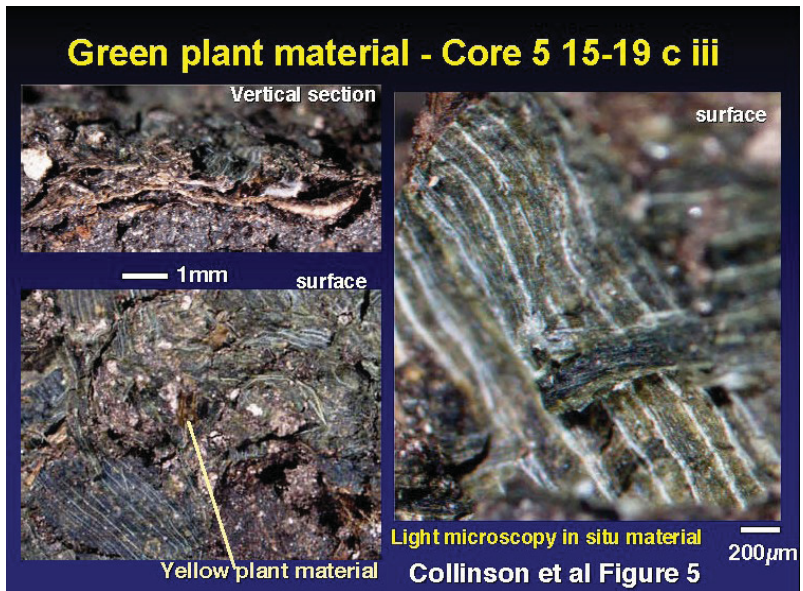 Green plant material - Core 5 15-19 c iii
Vertical section
surface
1mm
surface
Yellow plant material
Light microscopy in situ material
200µm
Collinson et al Figure 5